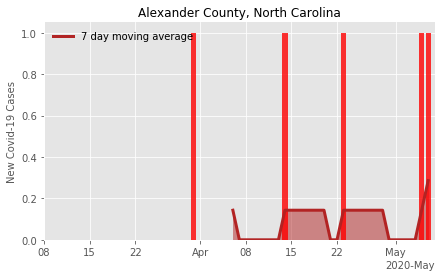 Alexander County, North Carolina
7 day moving average
New Covid-19 Cases
1.0
0.8
0.6
0.4
0.2
0.0
08 15 22 Apr 08 15 22 May
2020-May